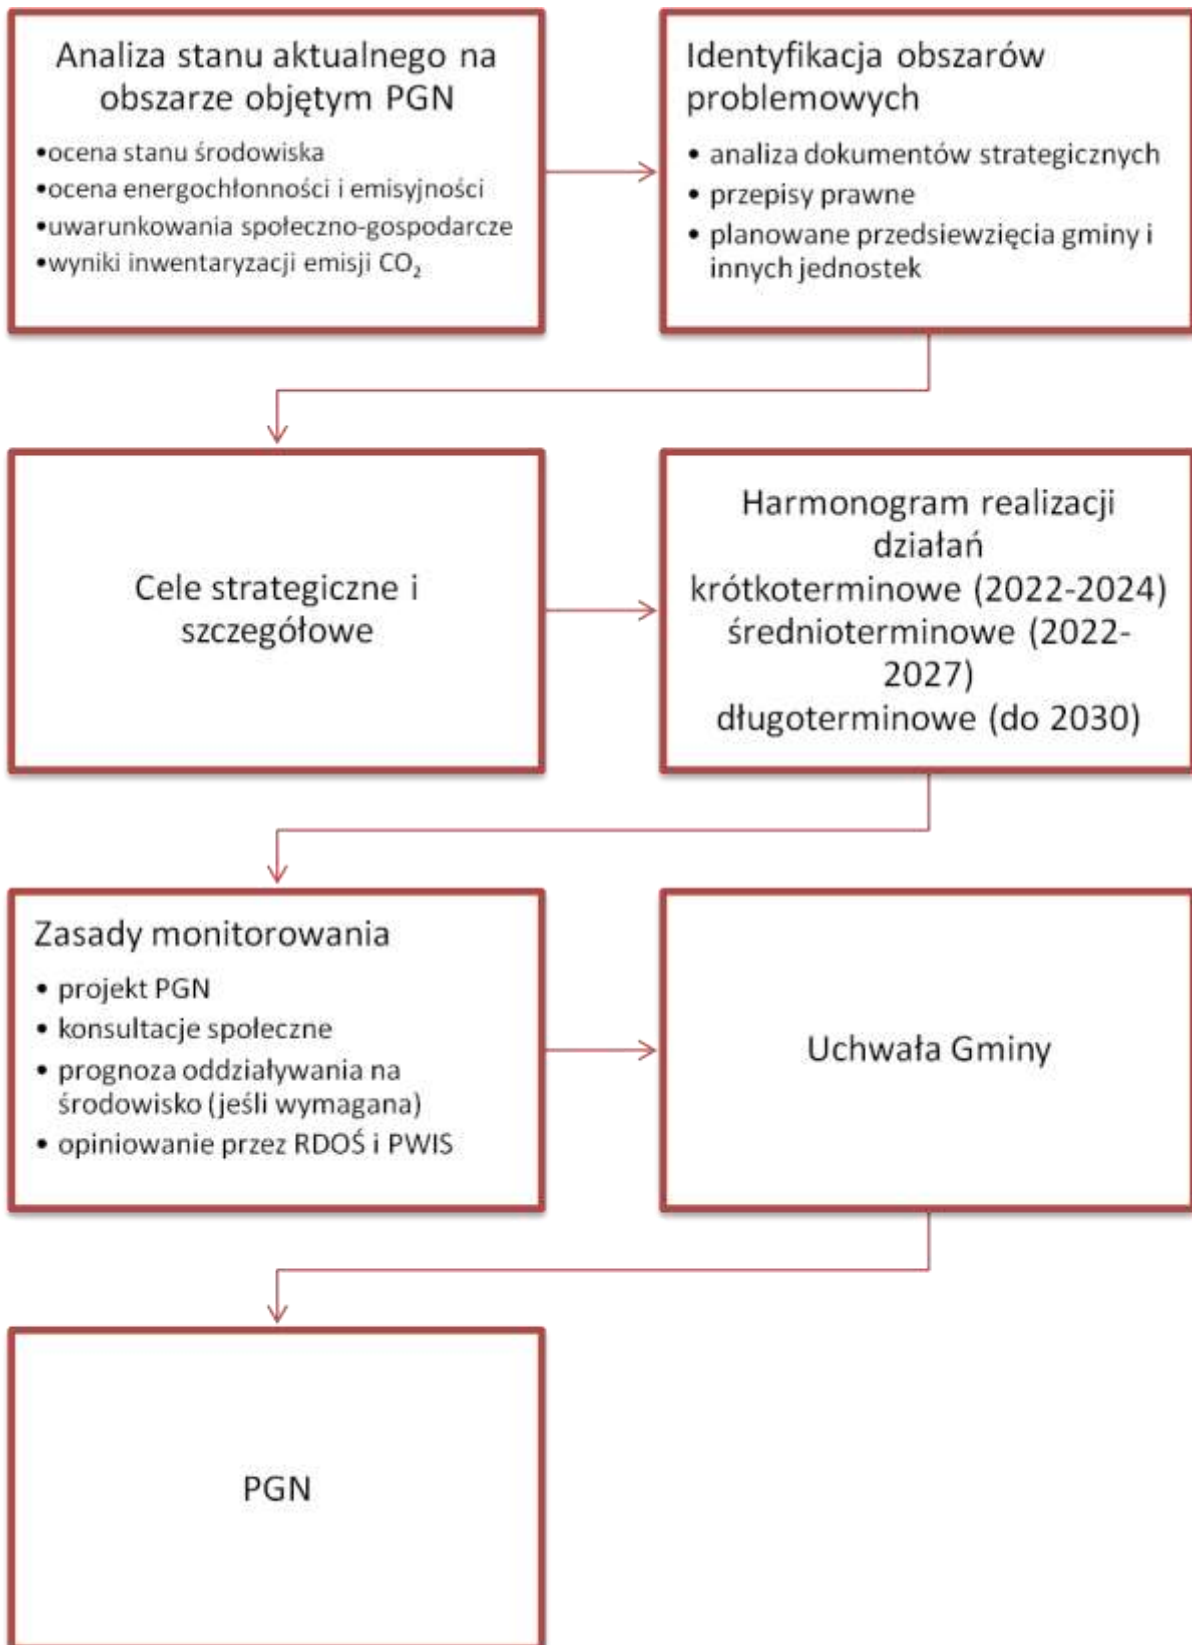 Analiza stanu aktualnego na
obszarze objętym PGN
•ocena stanu środowiska
•ocena energochłonności i emisyjności
•uwarunkowania społeczno-gospodarcze
•wyniki inwentaryzacji emisji CO₂
Identyfikacja obszarów
problemowych
• analiza dokumentów strategicznych
• przepisy prawne
• planowane przedsiewzięcia gminy i
innych jednostek
Cele strategiczne i
szczegółowe
Harmonogram realizacji
działań
krótkoterminowe (2022-2024)
średnioterminowe (2022-
2027)
długoterminowe (do 2030)
Zasady monitorowania
• projekt PGN
• konsultacje społeczne
• prognoza oddziaływania na
środowisko (jeśli wymagana)
• opiniowanie przez RDOŚ i PWIS
Uchwała Gminy
PGN